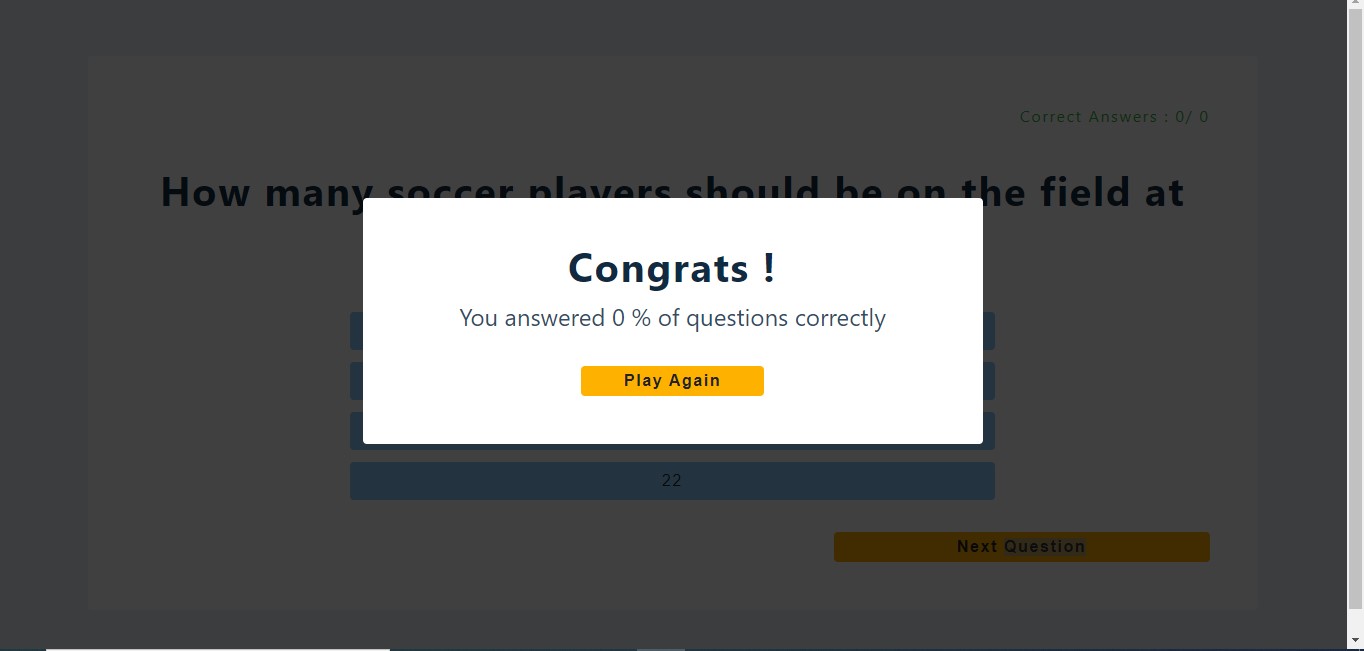 Correct Answers : 0/ 0
How many soccer players should be on the field at
Congrats !
You answered 0 % of questions correctly
Play Again
22
Next Question